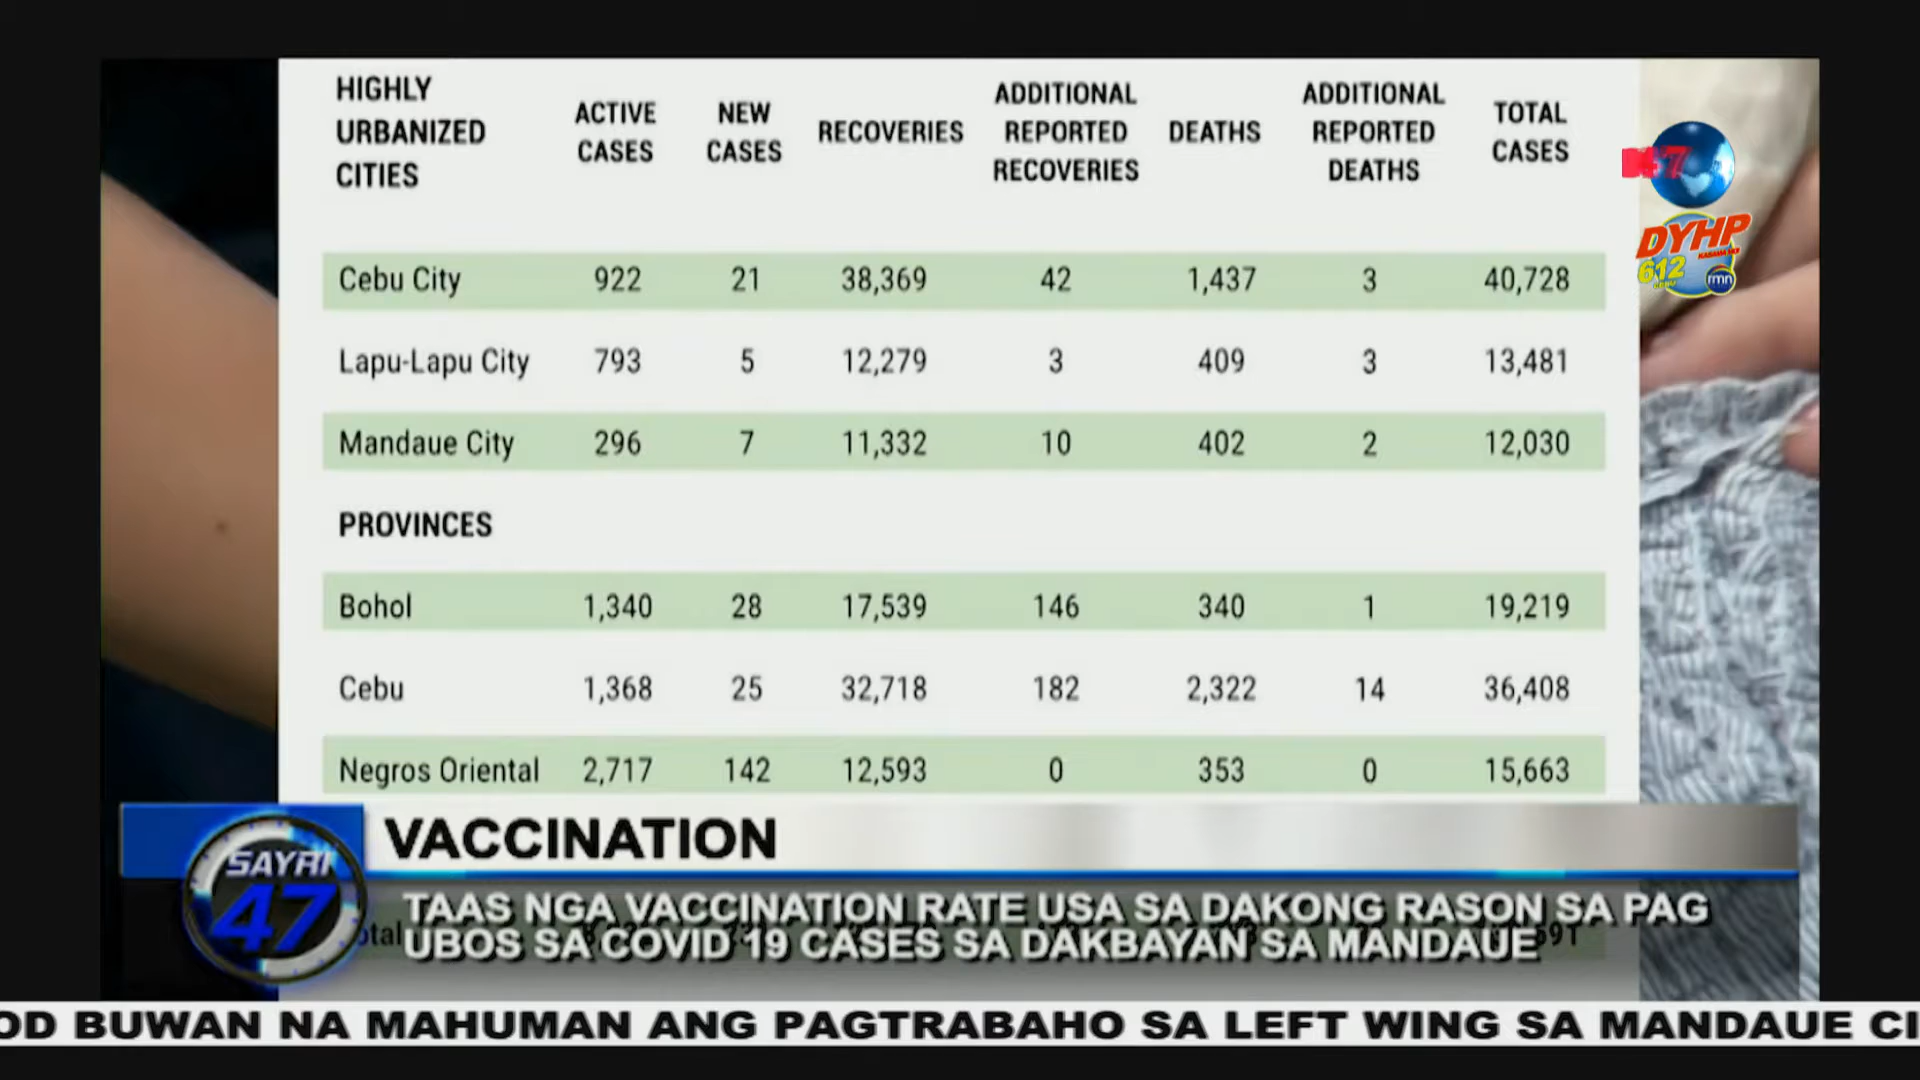 HIGHLY URBANIZED CITIES ACTIVE CASES NEW CASES RECOVERIES ADDITIONAL REPORTED RECOVERIES DEATHS ADDITIONAL REPORTED DEATHS TOTAL CASES
Cebu City 922 21 38,369 42 1,437 3 40,728
Lapu-Lapu City 793 5 12,279 3 409 3 13,481
Mandaue City 296 7 11,332 10 402 2 12,030
PROVINCES
Bohol 1,340 28 17,539 146 340 1 19,219
Cebu 1,368 25 32,718 182 2,322 14 36,408
Negros Oriental 2,717 142 12,593 0 353 0 15,663
47
DYHP
612
rmn
SAYRI
47
VACCINATION
TAAS NGA VACCINATION RATE USA SA DAKONG RASON SA PAG
UBOS SA COVID 19 CASES SA DAKBAYAN SA MANDAUE
OD BUWAN NA MAHUMAN ANG PAGTRABAHO SA LEFT WING SA MANDAUE CI